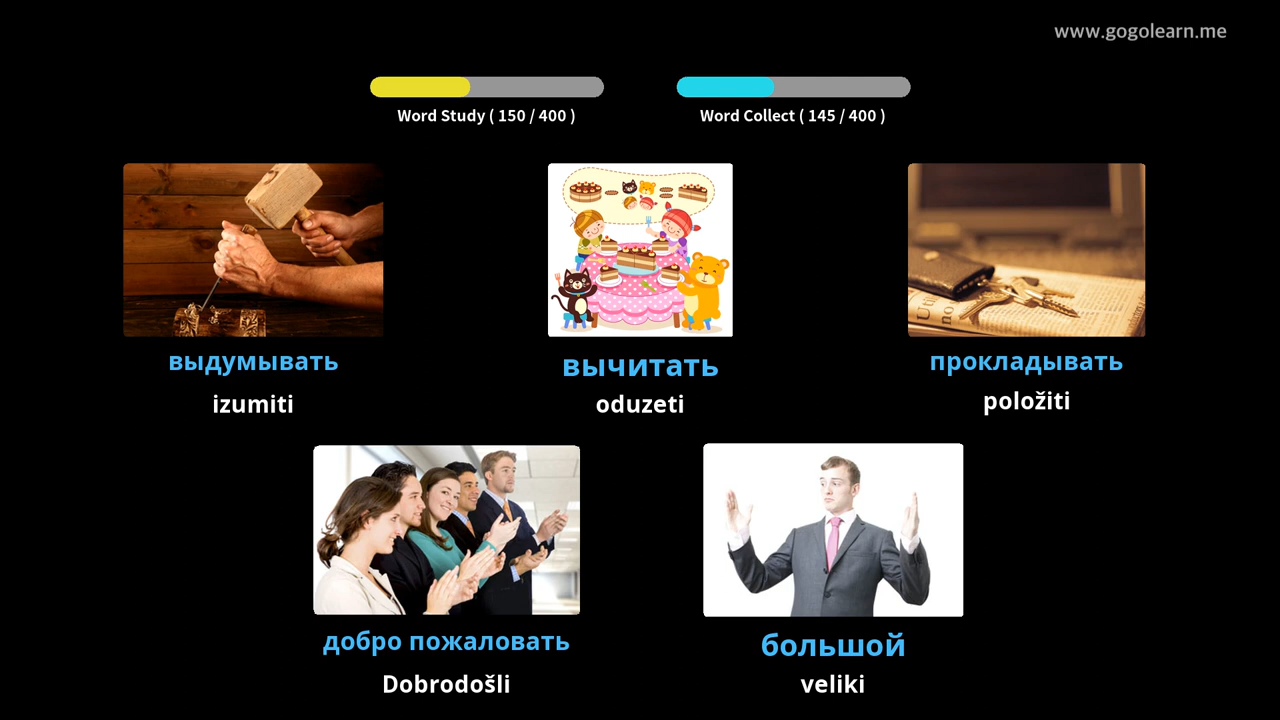 www.gogolearn.me
Word Study ( 150 / 400 )
Word Collect ( 145 / 400 )
выдумывать
izumiti
вычитать
oduzeti
прокладывать
položiti
добро пожаловать
Dobrodošli
большой
veliki